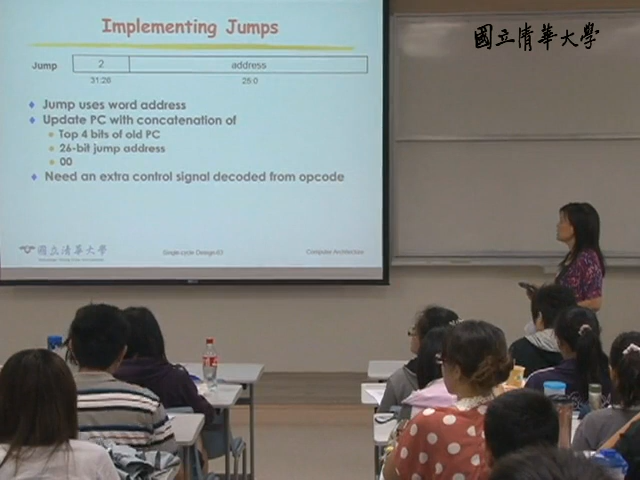 Implementing Jumps
國立清華大學
Jump 2 address
31:26 25:0
Jump uses word address
Update PC with concatenation of
Top 4 bits of old PC
26-bit jump address
00
Need an extra control signal decoded from opcode
國立清華大學 Single-cycle Design-63 Computer Architecture